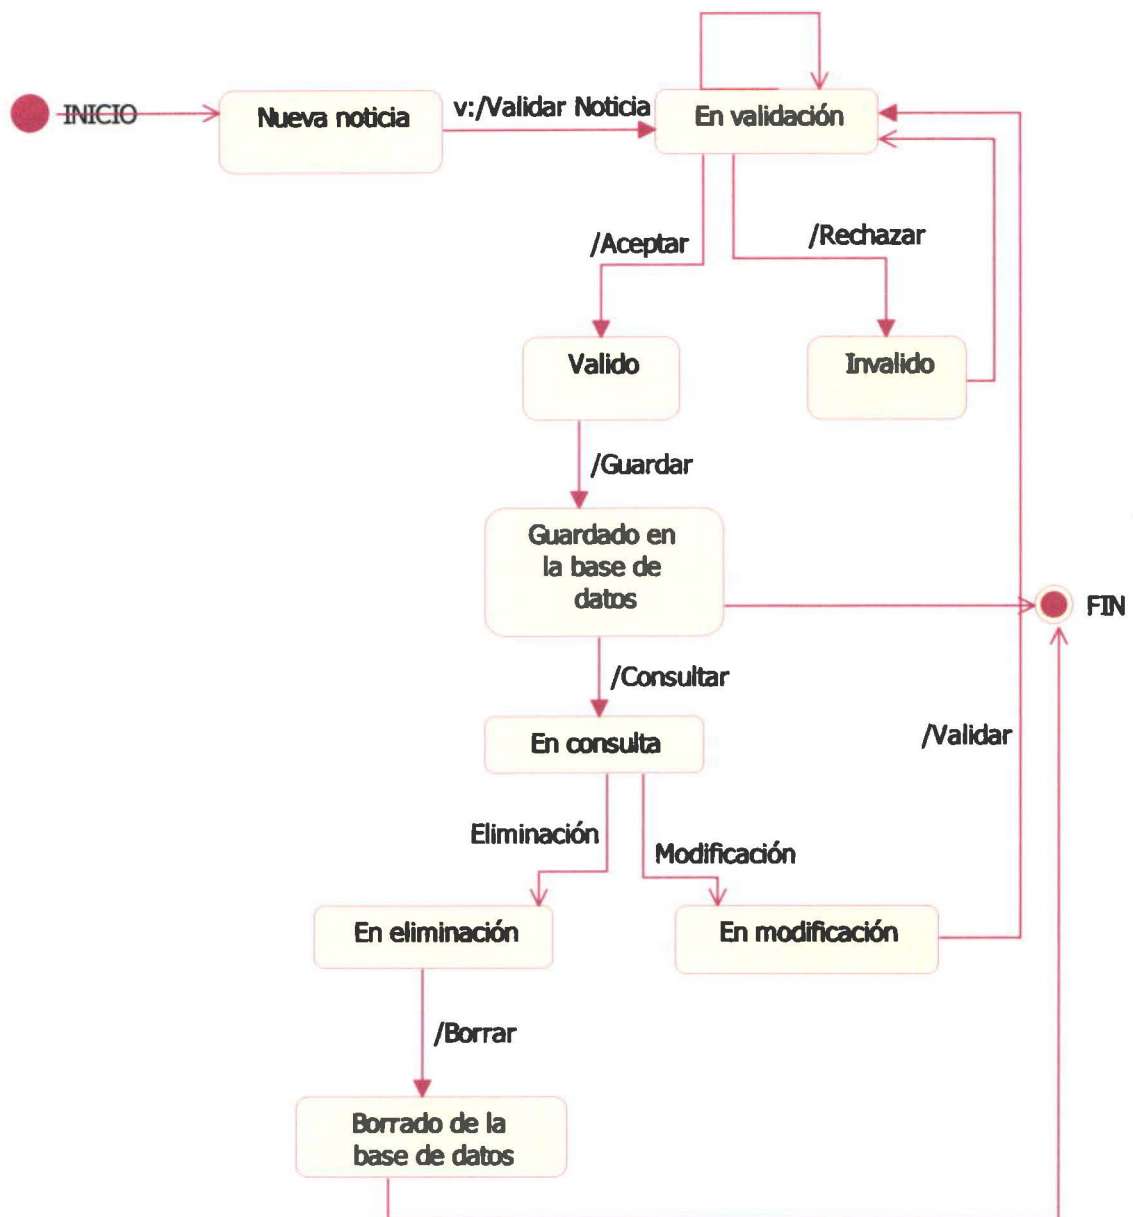 INICIO
Nueva noticia
v:/Validar Noticia
En validación
/Aceptar
/Rechazar
Valido
Invalido
/Guardar
Guardado en
la base de
datos
FIN
/Consultar
/Validar
En consulta
Eliminación
Modificación
En eliminación
En modificación
/Borrar
Borrado de la
base de datos